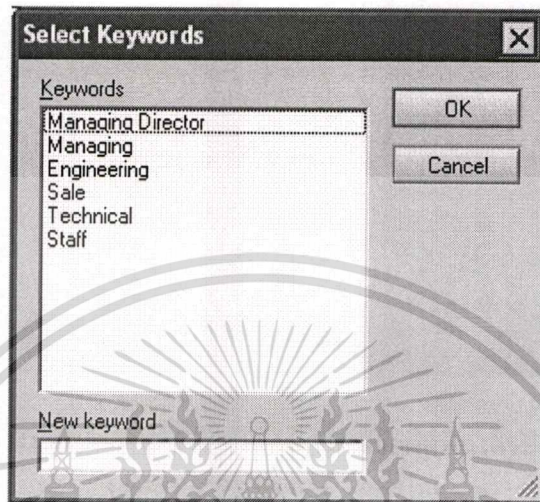 Select Keywords
Keywords
Managing Director
Managing
Engineering
Sale
Technical
Staff
OK
Cancel
New keyword